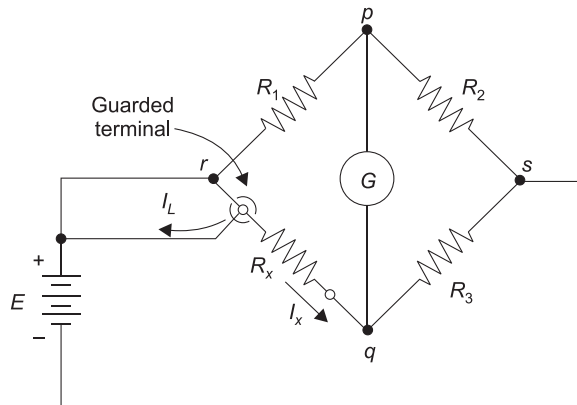 p
R1
R2
Guarded
terminal
r
s
G
IL
+
Rx
R3
E
Ix
−
q